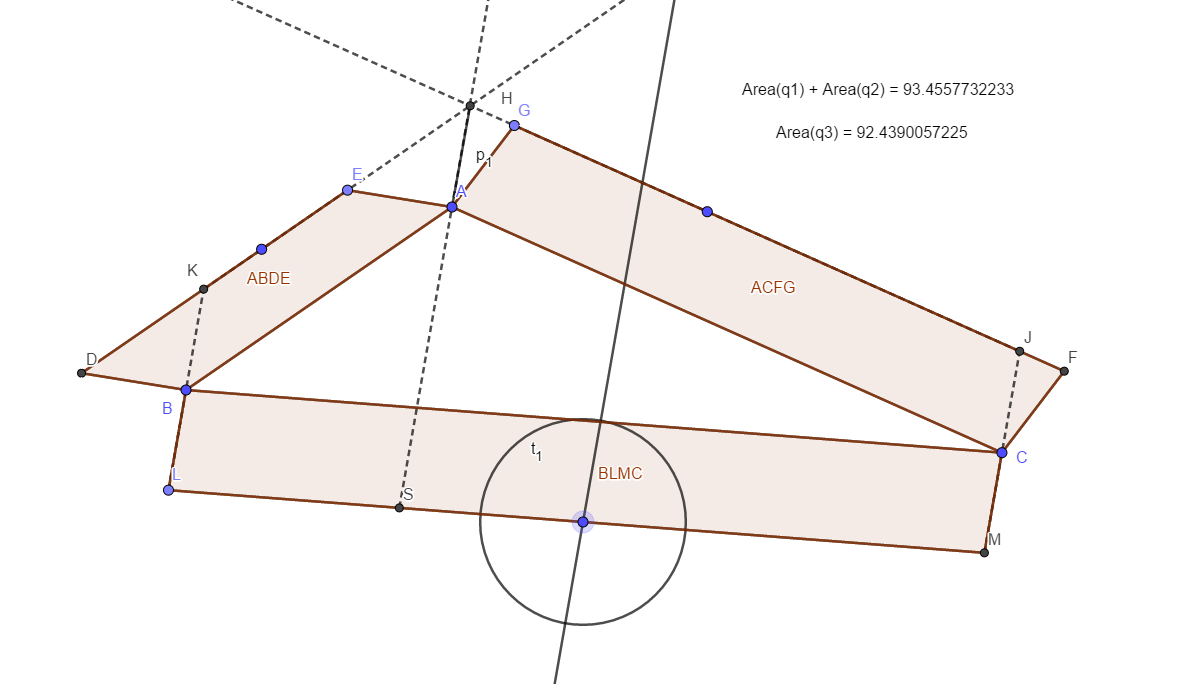 Area(q1) + Area(q2) = 93.4557732233
H
G
Area(q3) = 92.4390057225
p1
E
A
K
ABDE
ACFG
J
D
F
B
t1
C
L
BLMC
S
M